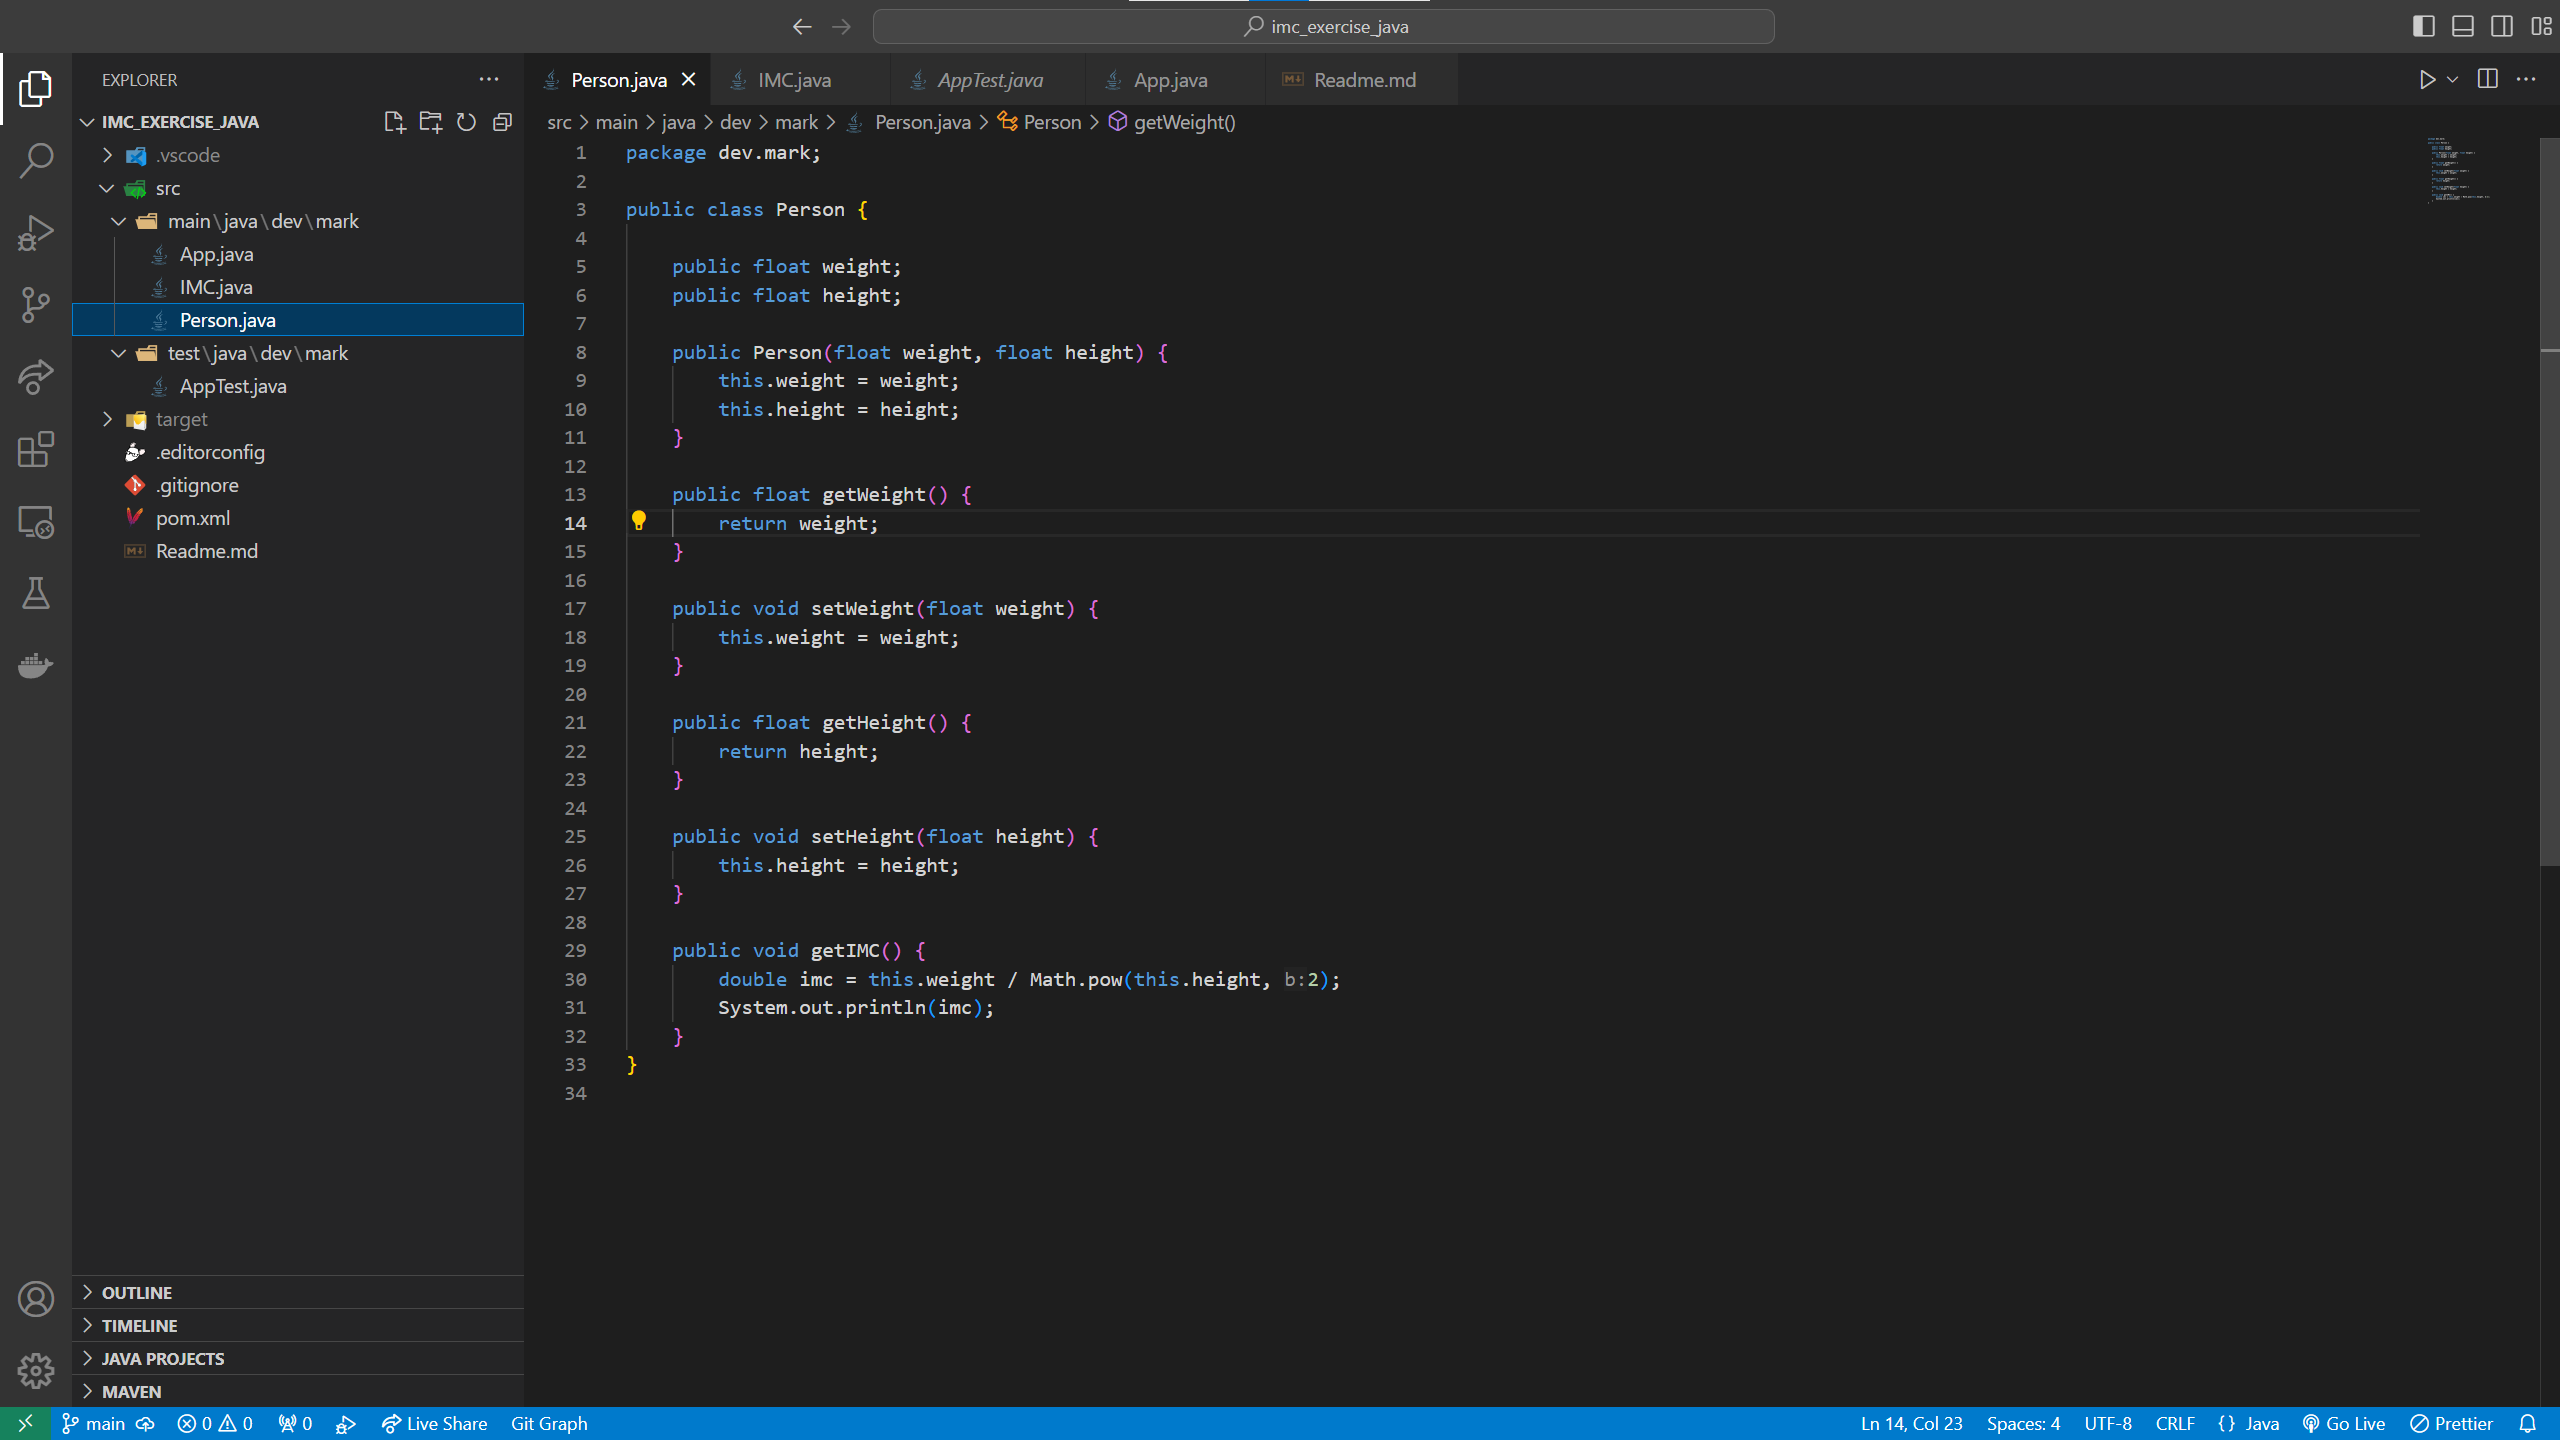 imc_exercise_java
EXPLORER
IMC_EXERCISE_JAVA
.vscode
src
main\java\dev\mark
App.java
IMC.java
Person.java
test\java\dev\mark
AppTest.java
target
.editorconfig
.gitignore
pom.xml
Readme.md
OUTLINE
TIMELINE
JAVA PROJECTS
MAVEN
Person.java IMC.java AppTest.java App.java Readme.md
src > main > java > dev > mark > Person.java > Person > getWeight()
1 package dev.mark;
2
3 public class Person {
4
5 public float weight;
6 public float height;
7
8 public Person(float weight, float height) {
9 this.weight = weight;
10 this.height = height;
11 }
12
13 public float getWeight() {
14 return weight;
15 }
16
17 public void setWeight(float weight) {
18 this.weight = weight;
19 }
20
21 public float getHeight() {
22 return height;
23 }
24
25 public void setHeight(float height) {
26 this.height = height;
27 }
28
29 public void getIMC() {
30 double imc = this.weight / Math.pow(this.height, b:2);
31 System.out.println(imc);
32 }
33 }
34
main 0 0 0 Live Share Git Graph Ln 14, Col 23 Spaces: 4 UTF-8 CRLF {} Java Go Live Prettier